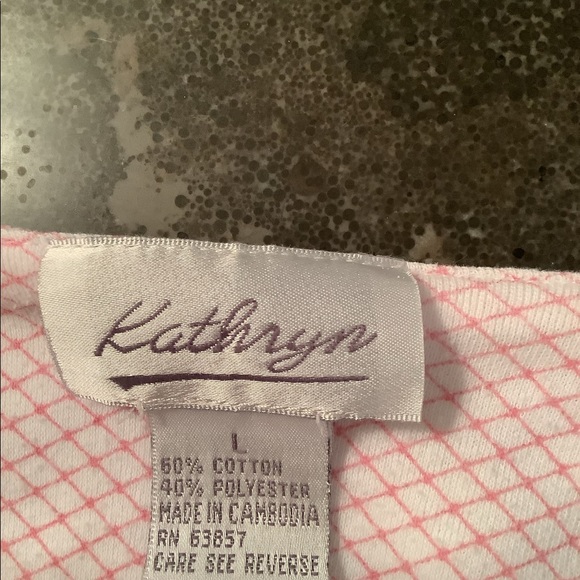 Kathryn
L
60% COTTON
40% POLYESTER
MADE IN CAMBODIA
RN 63857
CARE SEE REVERSE